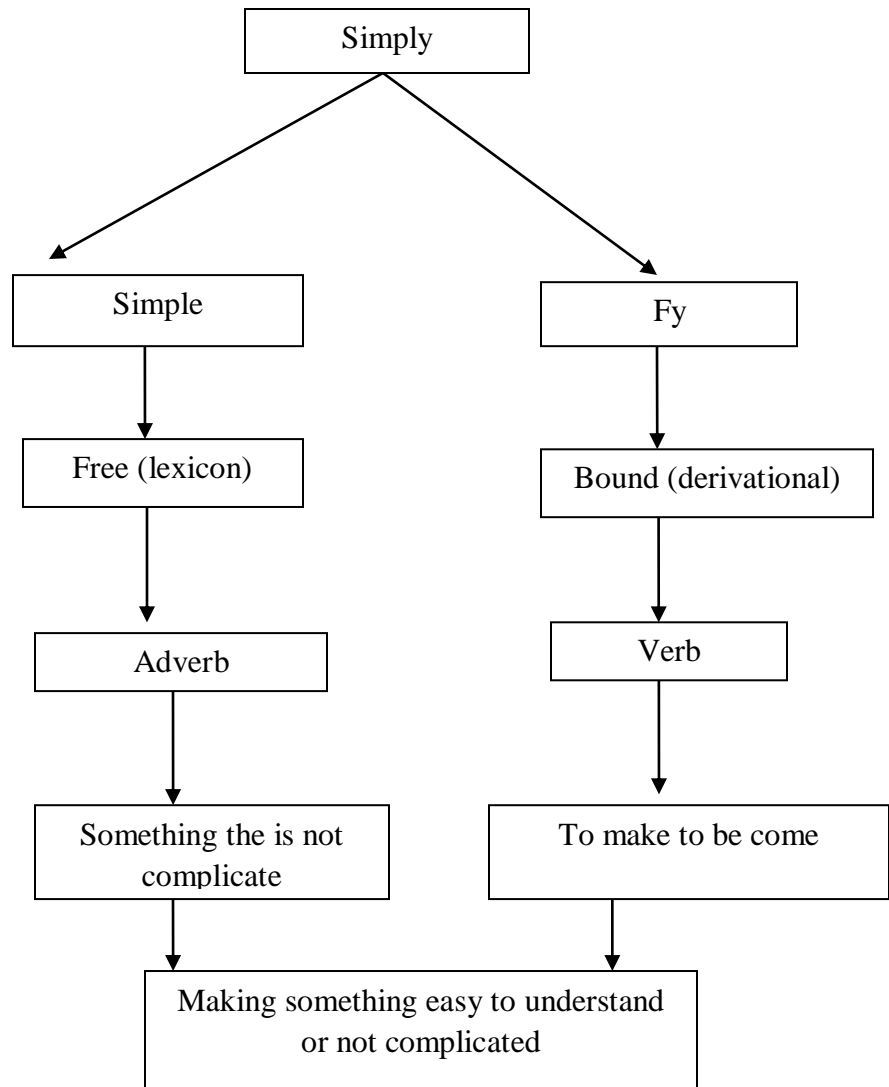 Simply
Simple
Fy
Free (lexicon)
Bound (derivational)
Adverb
Verb
Something the is not
complicate
To make to be come
Making something easy to understand
or not complicated